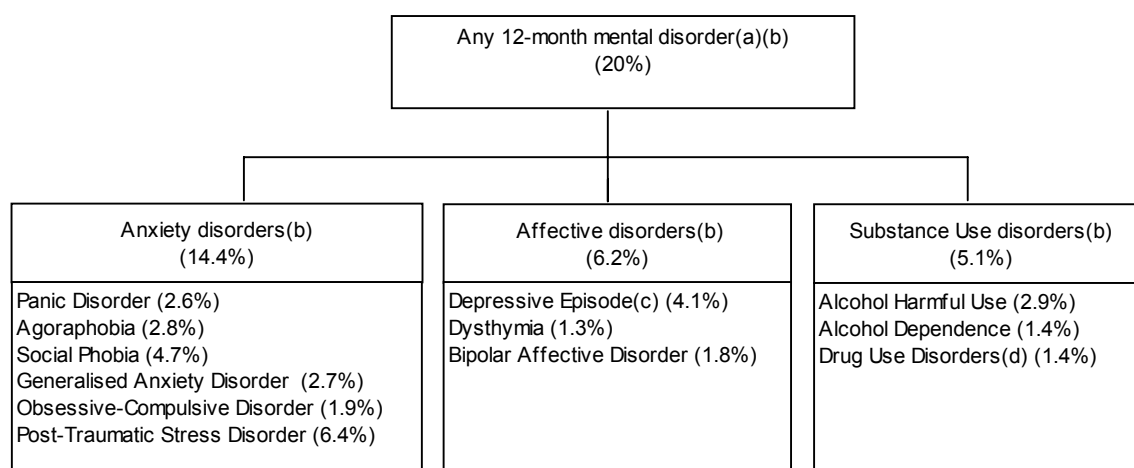 Any 12-month mental disorder(a)(b)
(20%)
Anxiety disorders(b)
(14.4%)
Panic Disorder (2.6%)
Agoraphobia (2.8%)
Social Phobia (4.7%)
Generalised Anxiety Disorder (2.7%)
Obsessive-Compulsive Disorder (1.9%)
Post-Traumatic Stress Disorder (6.4%)
Affective disorders(b)
(6.2%)
Depressive Episode(c) (4.1%)
Dysthymia (1.3%)
Bipolar Affective Disorder (1.8%)
Substance Use disorders(b)
(5.1%)
Alcohol Harmful Use (2.9%)
Alcohol Dependence (1.4%)
Drug Use Disorders(d) (1.4%)